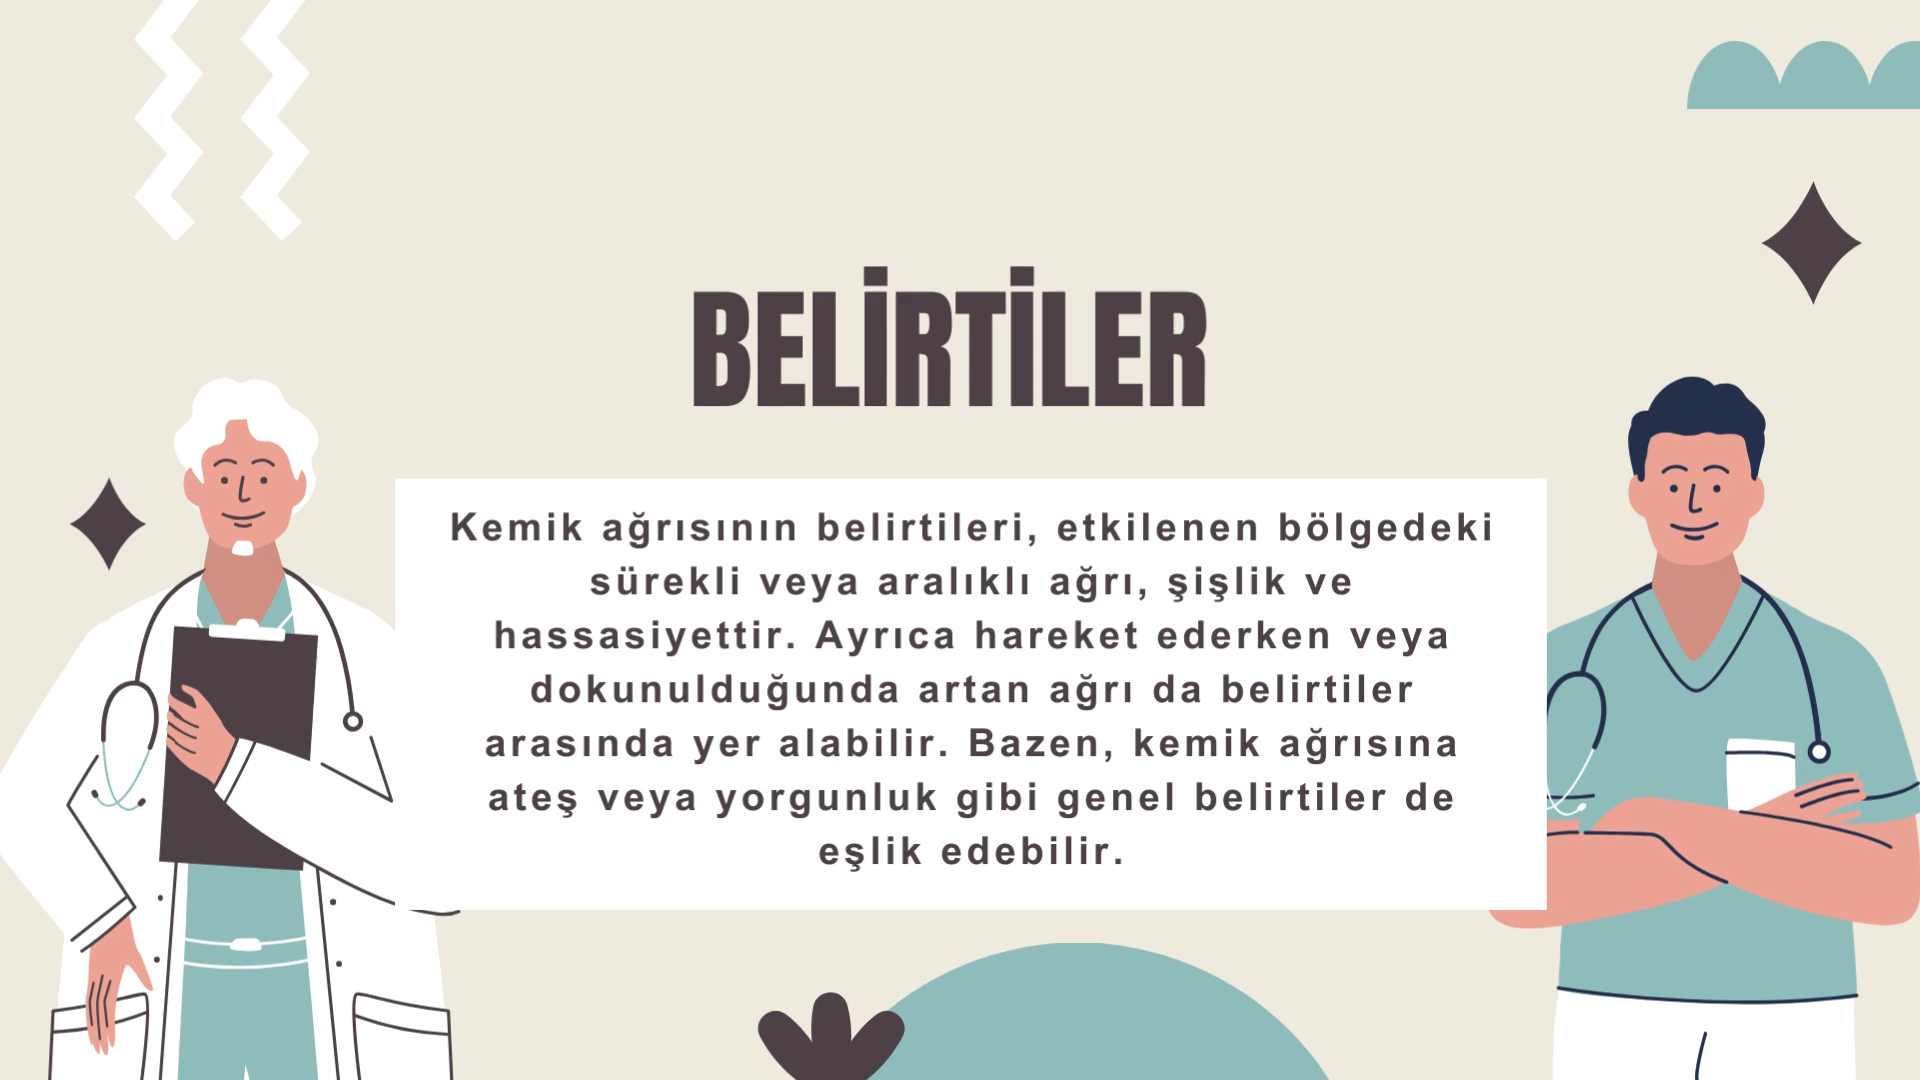 BELİRTİLER
Kemik ağrısının belirtileri, etkilenen bölgedeki
sürekli veya aralıklı ağrı, şişlik ve
hassasiyettir. Ayrıca hareket ederken veya
dokunulduğunda artan ağrı da belirtiler
arasında yer alabilir. Bazen, kemik ağrısına
ateş veya yorgunluk gibi genel belirtiler de
eşlik edebilir.